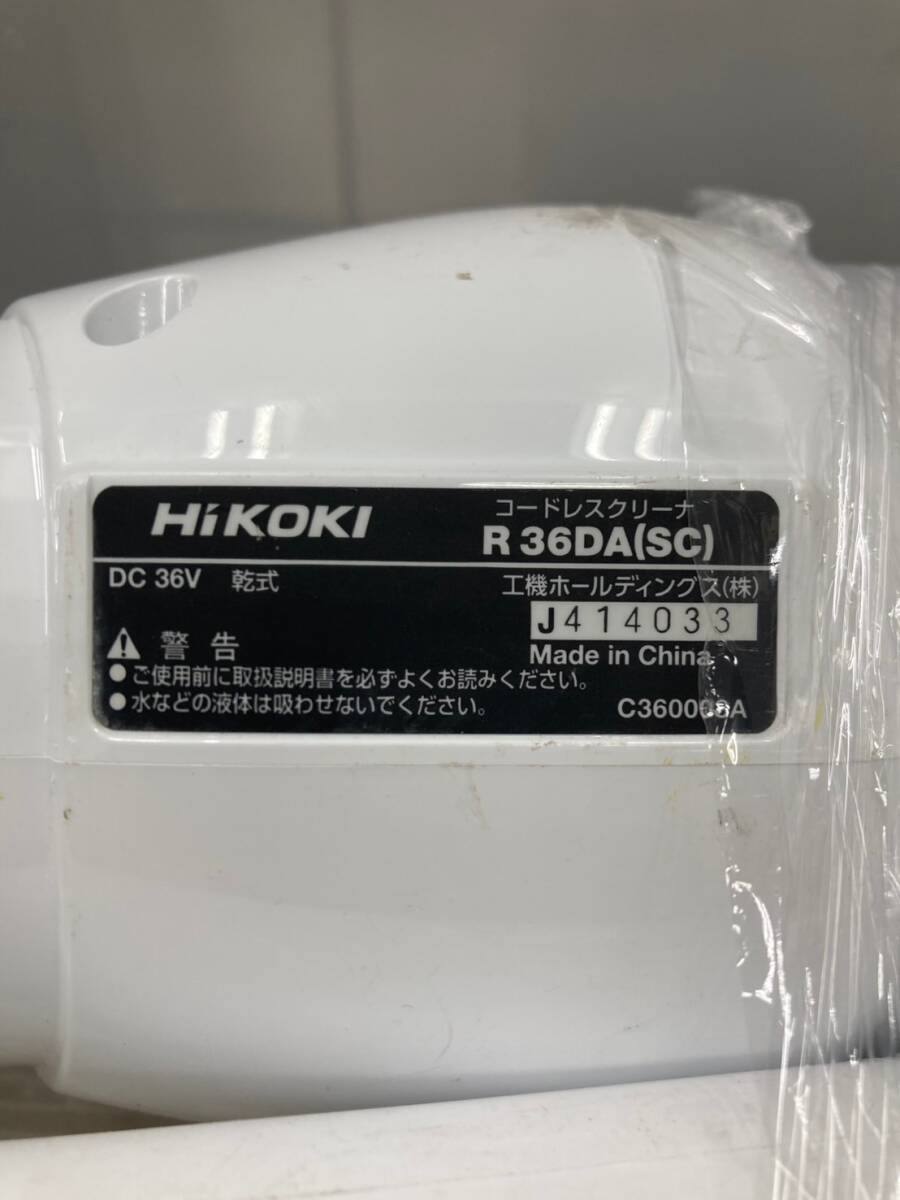 HiKOKI
コードレスクリーナ
R 36DA(SC)
DC 36V 乾式
工機ホールディングス(株)
J414033
Made in China
警告
●ご使用前に取扱説明書を必ずよくお読みください。
●水などの液体は吸わせないでください。